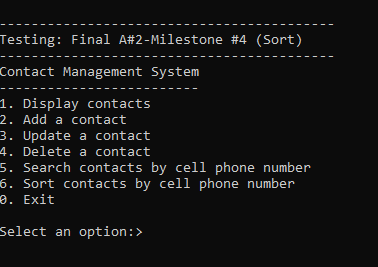 ------------------------------------------
Testing: Final A#2-Milestone #4 (Sort)
------------------------------------------
Contact Management System
-------------------------
1. Display contacts
2. Add a contact
3. Update a contact
4. Delete a contact
5. Search contacts by cell phone number
6. Sort contacts by cell phone number
0. Exit
Select an option:>